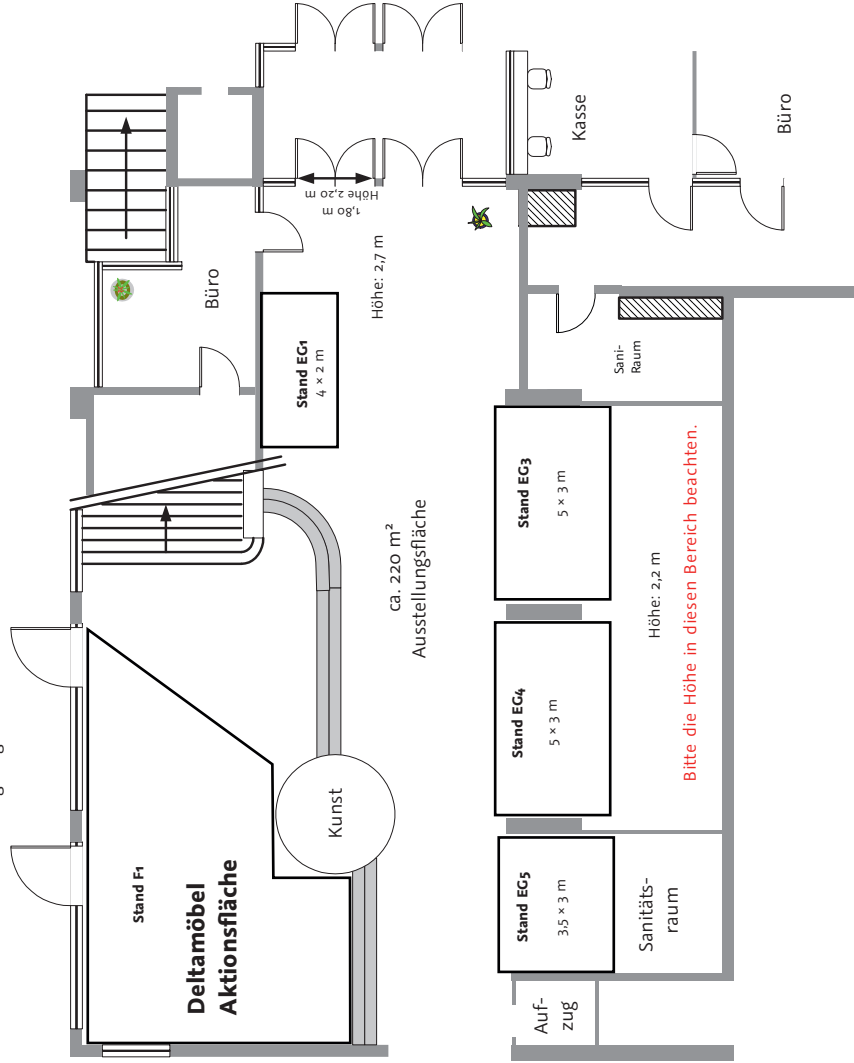 Büro
Kasse
Büro
1,80 m
Höhe 2,20 m
Höhe: 2,7 m
Stand EG1
4 × 2 m
Sani-
Raum
Stand EG3
5 × 3 m
ca. 220 m²
Ausstellungsfläche
Höhe: 2,2 m
Bitte die Höhe in diesen Bereich beachten.
Stand EG4
5 × 3 m
Kunst
Stand F1
Deltamöbel
Aktionsfläche
Stand EG5
3,5 × 3 m
Sanitäts-
raum
Auf-
zug